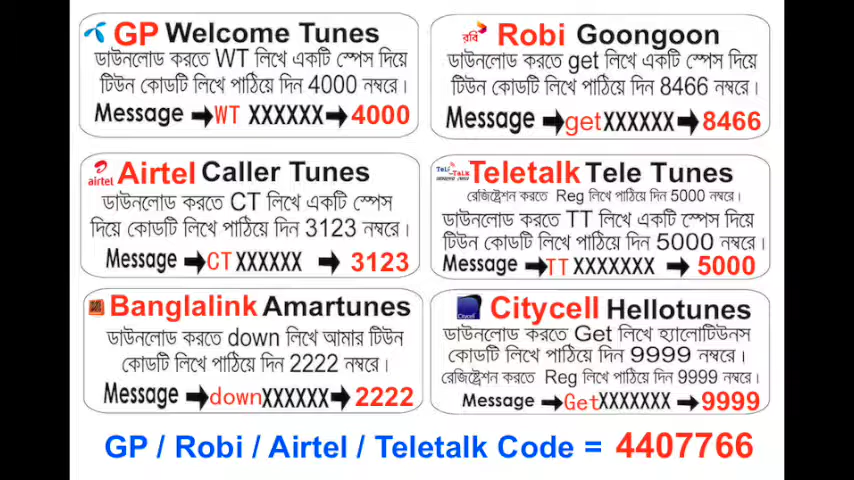 GP Welcome Tunes
ডাউনলোড করতে WT লিখে একটি স্পেস দিয়ে
টিউন কোডটি লিখে পাঠিয়ে দিন 4000 নম্বরে।
Message ➔WT XXXXXX➔4000
রবি Robi Goongoon
ডাউনলোড করতে get লিখে একটি স্পেস দিয়ে
টিউন কোডটি লিখে পাঠিয়ে দিন 8466 নম্বরে।
Message ➔getXXXXXX➔8466
airtel Airtel Caller Tunes
ডাউনলোড করতে CT লিখে একটি স্পেস
দিয়ে কোডটি লিখে পাঠিয়ে দিন 3123 নম্বরে।
Message ➔CT XXXXXX ➔ 3123
TeleTalk Teletalk Tele Tunes
রেজিষ্ট্রেশন করতে Reg লিখে পাঠিয়ে দিন 5000 নম্বরে।
ডাউনলোড করতে TT লিখে একটি স্পেস দিয়ে
টিউন কোডটি লিখে পাঠিয়ে দিন 5000 নম্বরে।
Message ➔TT XXXXXXX ➔ 5000
Banglalink Amartunes
ডাউনলোড করতে down লিখে আমার টিউন
কোডটি লিখে পাঠিয়ে দিন 2222 নম্বরে।
Message ➔downXXXXXX➔2222
Citycell Citycell Hellotunes
ডাউনলোড করতে Get লিখে হ্যালোটিউনস
কোডটি লিখে পাঠিয়ে দিন 9999 নম্বরে।
রেজিষ্ট্রেশন করতে Reg লিখে পাঠিয়ে দিন 9999 নম্বরে।
Message ➔GetXXXXXXX➔9999
GP / Robi / Airtel / Teletalk Code = 4407766